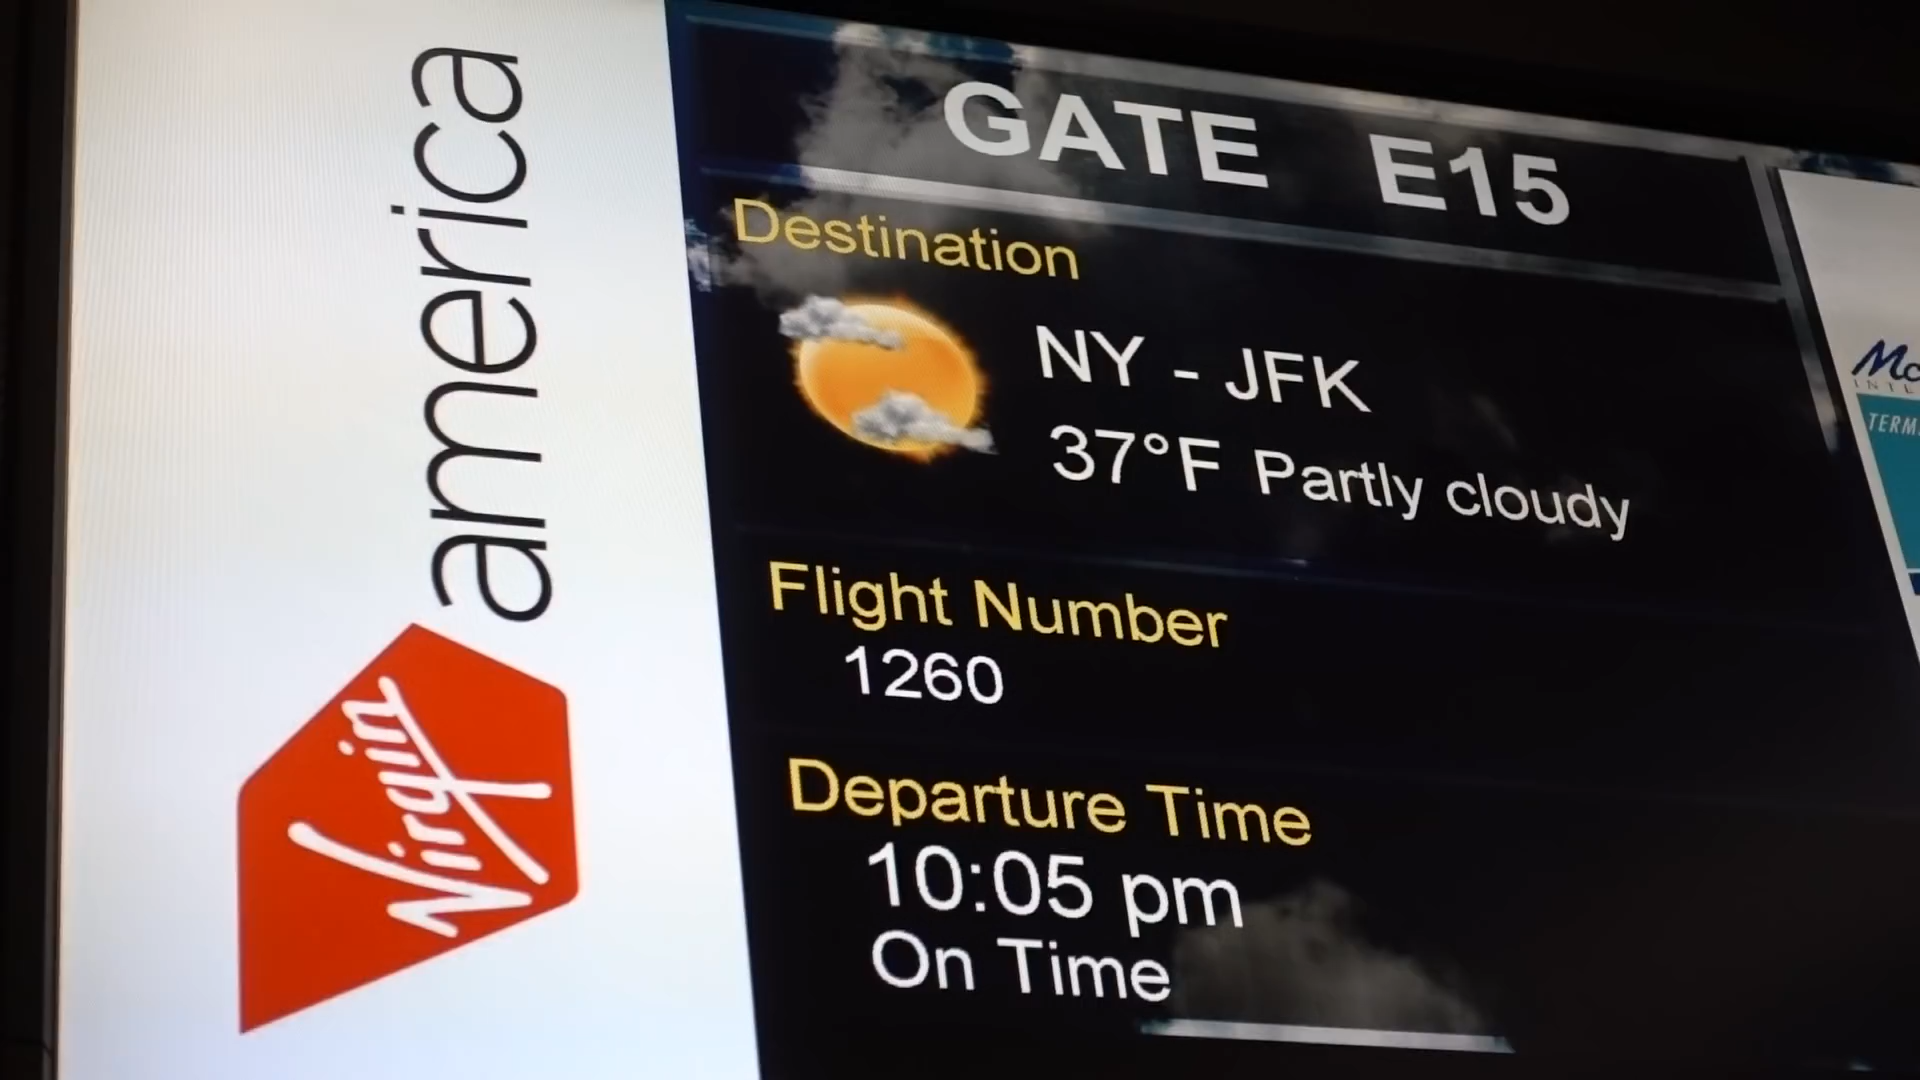 Virgin america
GATE E15
Destination
NY - JFK
37°F Partly cloudy
Flight Number
1260
Departure Time
10:05 pm
On Time